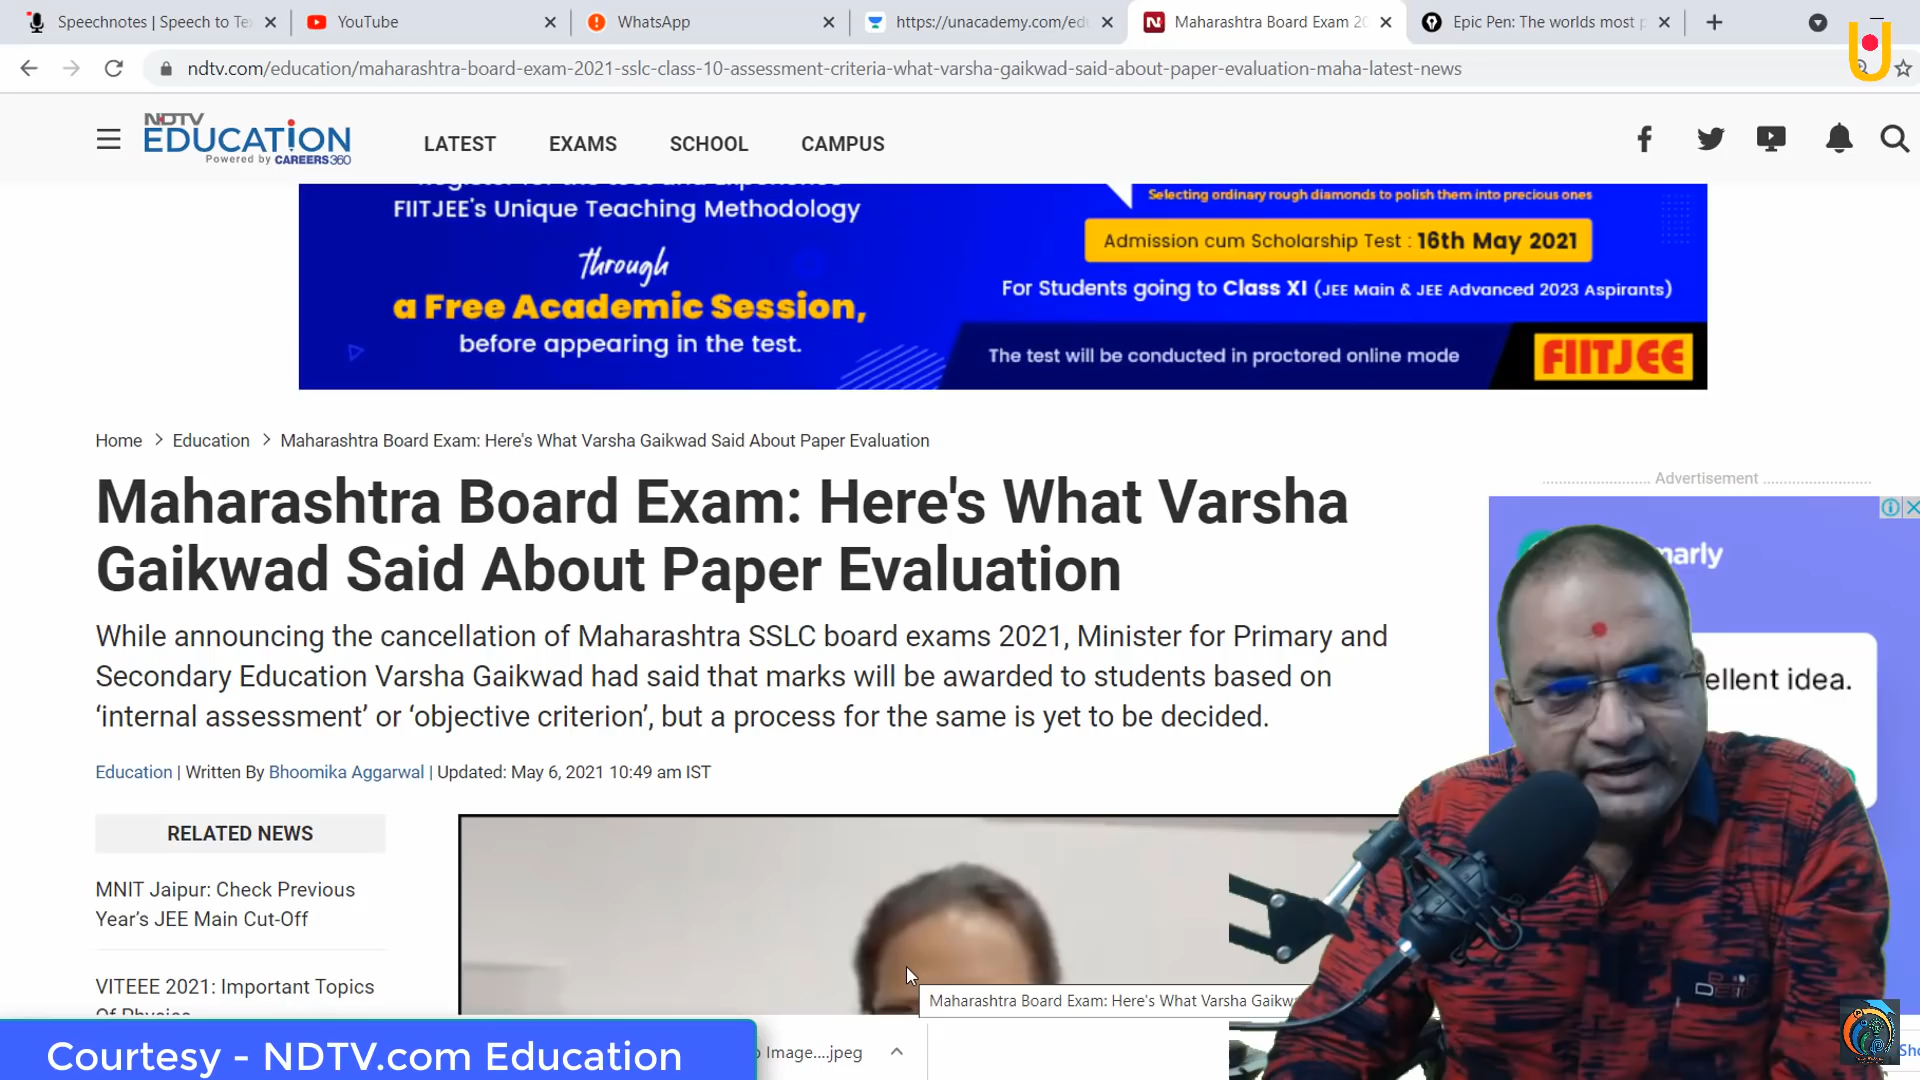 Speechnotes | Speech to Te
YouTube
WhatsApp
https://unacademy.com/edu
Maharashtra Board Exam 20
Epic Pen: The worlds most p
ndtv.com/education/maharashtra-board-exam-2021-sslc-class-10-assessment-criteria-what-varsha-gaikwad-said-about-paper-evaluation-maha-latest-news
NDTV
EDUCATION
Powered by CAREERS360
LATEST
EXAMS
SCHOOL
CAMPUS
Register for the test and Experience
FIITJEE's Unique Teaching Methodology
through
a Free Academic Session,
before appearing in the test.
Selecting ordinary rough diamonds to polish them into precious ones
Admission cum Scholarship Test : 16th May 2021
For Students going to Class XI (JEE Main & JEE Advanced 2023 Aspirants)
The test will be conducted in proctored online mode
FIITJEE
Home > Education > Maharashtra Board Exam: Here's What Varsha Gaikwad Said About Paper Evaluation
Maharashtra Board Exam: Here's What Varsha
Gaikwad Said About Paper Evaluation
While announcing the cancellation of Maharashtra SSLC board exams 2021, Minister for Primary and
Secondary Education Varsha Gaikwad had said that marks will be awarded to students based on
‘internal assessment’ or ‘objective criterion’, but a process for the same is yet to be decided.
Education | Written By Bhoomika Aggarwal | Updated: May 6, 2021 10:49 am IST
Advertisement
marly
ellent idea.
RELATED NEWS
MNIT Jaipur: Check Previous
Year’s JEE Main Cut-Off
VITEEE 2021: Important Topics
Of Physics
Maharashtra Board Exam: Here's What Varsha Gaikw
Courtesy - NDTV.com Education
o Image....jpeg
Sho